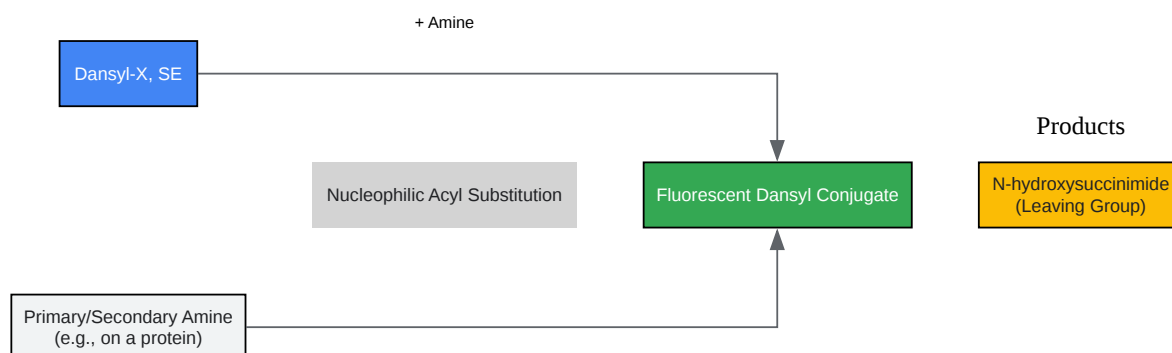 + Amine
Dansyl-X, SE
Products
Nucleophilic Acyl Substitution
Fluorescent Dansyl Conjugate
N-hydroxysuccinimide
(Leaving Group)
Primary/Secondary Amine
(e.g., on a protein)